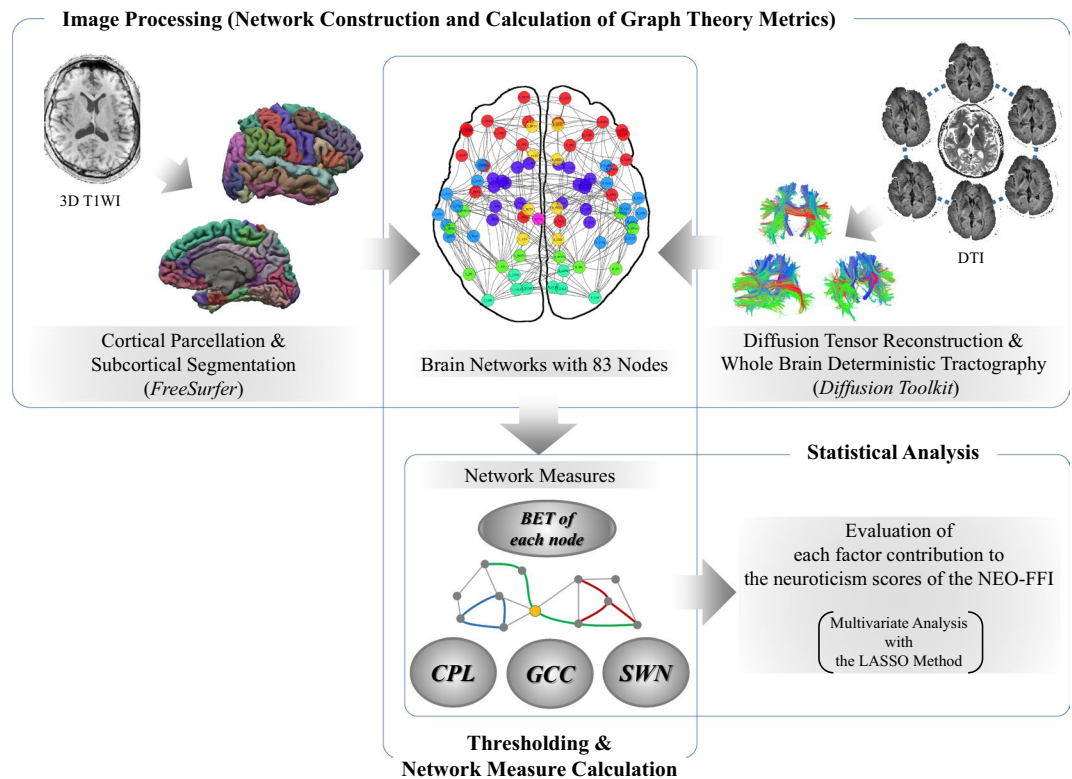 Image Processing (Network Construction and Calculation of Graph Theory Metrics)
3D T1WI
DTI
Cortical Parcellation &
Subcortical Segmentation
(FreeSurfer)
Brain Networks with 83 Nodes
Diffusion Tensor Reconstruction &
Whole Brain Deterministic Tractography
(Diffusion Toolkit)
Statistical Analysis
Network Measures
BET of
each node
CPL
GCC
SWN
Evaluation of
each factor contribution to
the neuroticism scores of the NEO-FFI
Multivariate Analysis
with
the LASSO Method
Thresholding &
Network Measure Calculation